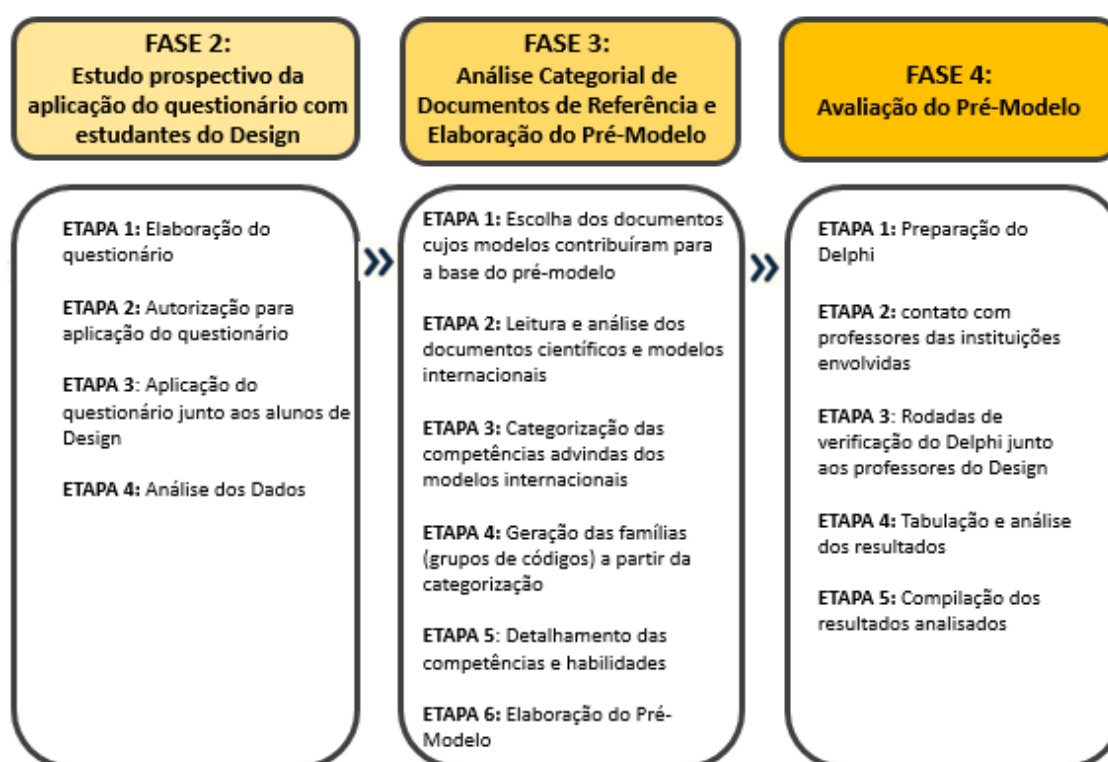 FASE 2:
Estudo prospectivo da
aplicação do questionário com
estudantes do Design
ETAPA 1: Elaboração do
questionário
ETAPA 2: Autorização para
aplicação do questionário
ETAPA 3: Aplicação do
questionário junto aos alunos de
Design
ETAPA 4: Análise dos Dados
»
FASE 3:
Análise Categorial de
Documentos de Referência e
Elaboração do Pré-Modelo
ETAPA 1: Escolha dos documentos
cujos modelos contribuíram para
a base do pré-modelo
ETAPA 2: Leitura e análise dos
documentos científicos e modelos
internacionais
ETAPA 3: Categorização das
competências advindas dos
modelos internacionais
ETAPA 4: Geração das famílias
(grupos de códigos) a partir da
categorização
ETAPA 5: Detalhamento das
competências e habilidades
ETAPA 6: Elaboração do Pré-
Modelo
»
FASE 4:
Avaliação do Pré-Modelo
ETAPA 1: Preparação do
Delphi
ETAPA 2: contato com
professores das instituições
envolvidas
ETAPA 3: Rodadas de
verificação do Delphi junto
aos professores do Design
ETAPA 4: Tabulação e análise
dos resultados
ETAPA 5: Compilação dos
resultados analisados